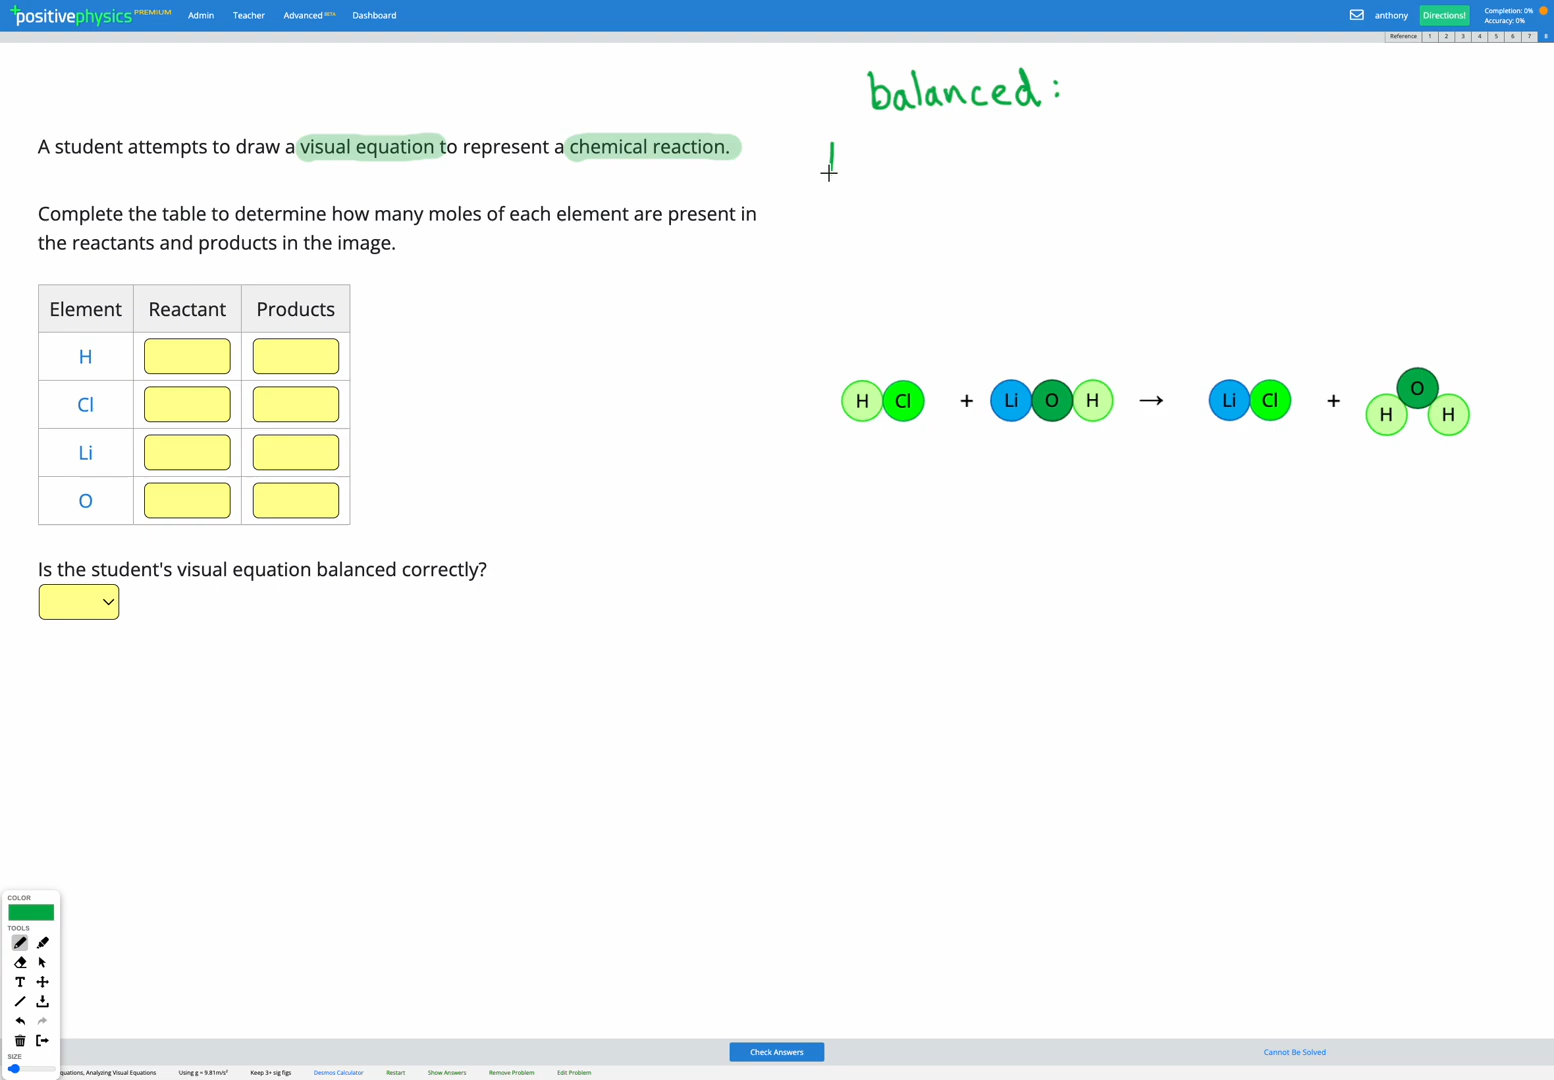 positivephysics PREMIUM Admin Teacher Advanced BETA Dashboard anthony Directions! Completion: 0%
Accuracy: 0%
Reference 1 2 3 4 5 6 7 8
balanced:
A student attempts to draw a visual equation to represent a chemical reaction.
Complete the table to determine how many moles of each element are present in
the reactants and products in the image.
Element Reactant Products
H
Cl
Li
O
H Cl + Li O H → Li Cl + H O H
Is the student's visual equation balanced correctly?
COLOR
TOOLS
T
SIZE
Check Answers Cannot Be Solved
quations, Analyzing Visual Equations Using g = 9.81m/s² Keep 3+ sig figs Desmos Calculator Restart Show Answers Remove Problem Edit Problem